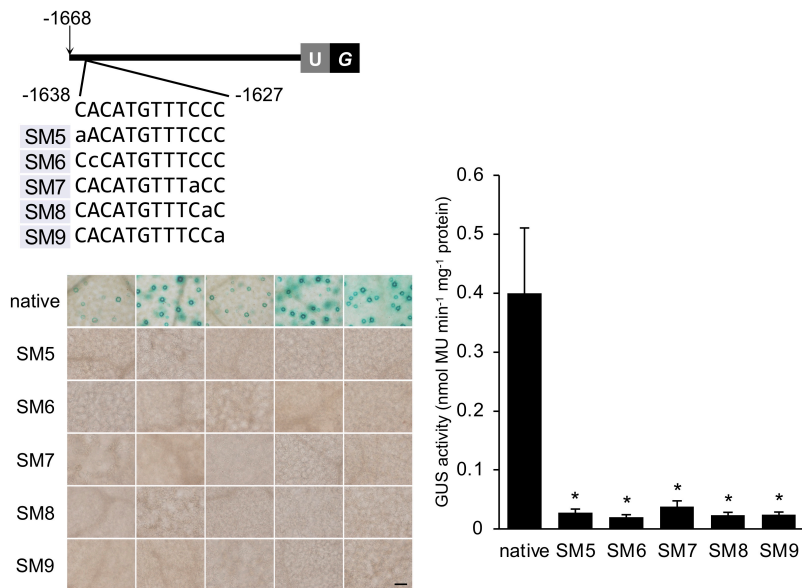 -1668
U G
-1638 -1627
CACATGTTTCCC
SM5 aACATGTTTCCC
SM6 CcCATGTTTCCC
SM7 CACATGTTTaCC
SM8 CACATGTTTCaC
SM9 CACATGTTTCCa
native
SM5
SM6
SM7
SM8
SM9
GUS activity (nmol MU min-1 mg-1 protein)
0.6
0.5
0.4
0.3
0.2
0.1
0
* * * * *
native SM5 SM6 SM7 SM8 SM9